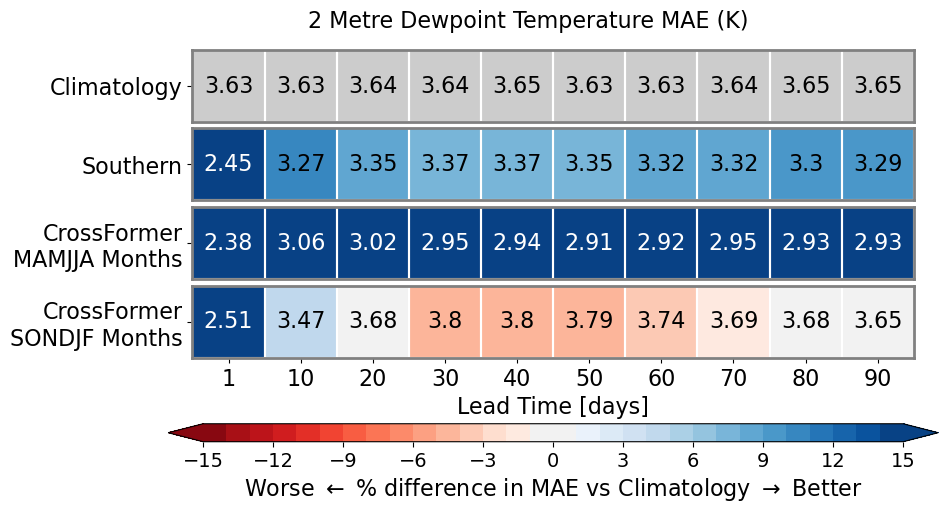 2 Metre Dewpoint Temperature MAE (K)
Climatology 3.63 3.63 3.64 3.64 3.65 3.63 3.63 3.64 3.65 3.65
Southern 2.45 3.27 3.35 3.37 3.37 3.35 3.32 3.32 3.3 3.29
CrossFormer
MAMJJA Months 2.38 3.06 3.02 2.95 2.94 2.91 2.92 2.95 2.93 2.93
CrossFormer
SONDJF Months 2.51 3.47 3.68 3.8 3.8 3.79 3.74 3.69 3.68 3.65
1 10 20 30 40 50 60 70 80 90
Lead Time [days]
−15 −12 −9 −6 −3 0 3 6 9 12 15
Worse ← % difference in MAE vs Climatology → Better